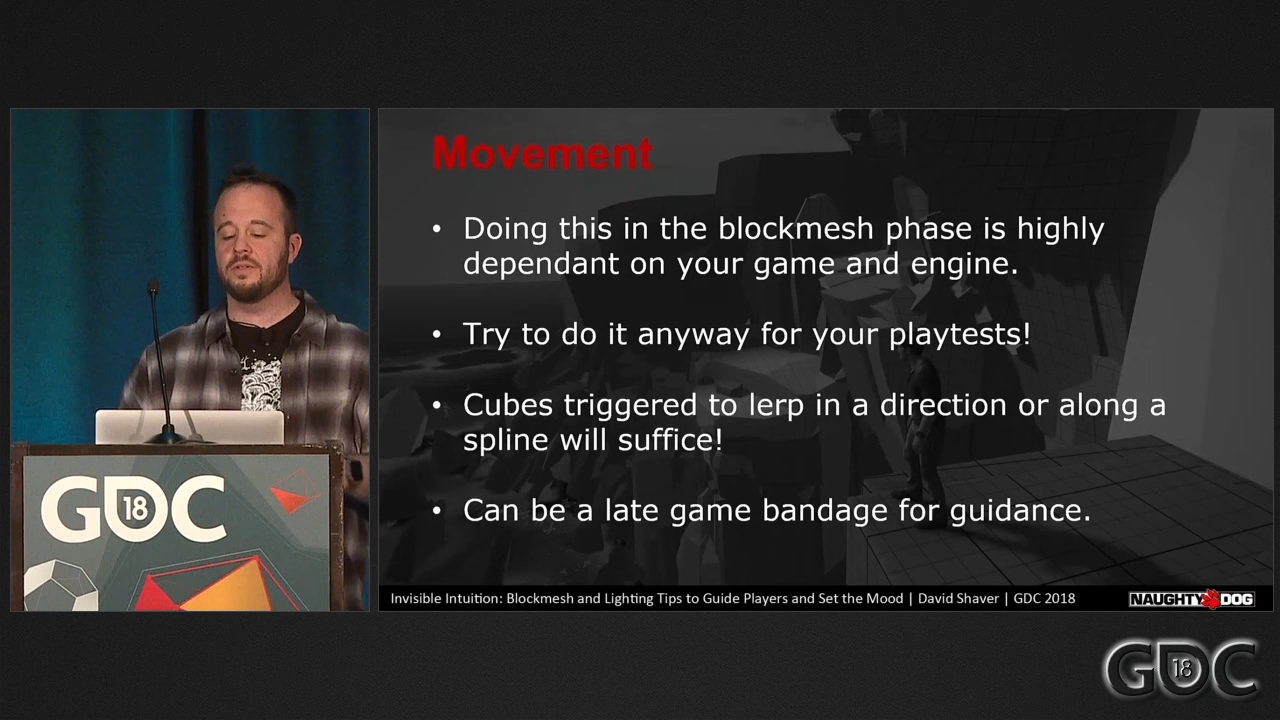 Movement
• Doing this in the blockmesh phase is highly
dependant on your game and engine.
• Try to do it anyway for your playtests!
• Cubes triggered to lerp in a direction or along a
spline will suffice!
• Can be a late game bandage for guidance.
Invisible Intuition: Blockmesh and Lighting Tips to Guide Players and Set the Mood | David Shaver | GDC 2018
NAUGHTY DOG
GDC 18
GDC 18